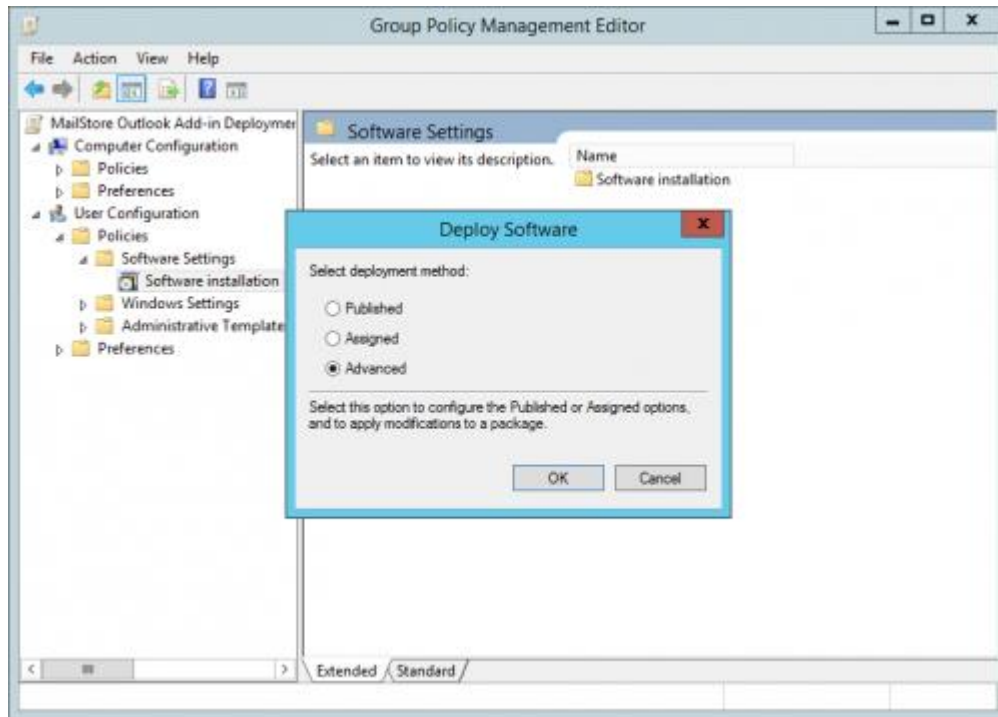 Group Policy Management Editor
File Action View Help
MailStore Outlook Add-in Deploymer
Computer Configuration
Policies
Preferences
User Configuration
Policies
Software Settings
Software installation
Windows Settings
Administrative Template
Preferences
Software Settings
Select an item to view its description.
Name
Software installation
Deploy Software
Select deployment method:
Published
Assigned
Advanced
Select this option to configure the Published or Assigned options,
and to apply modifications to a package.
OK Cancel
Extended Standard